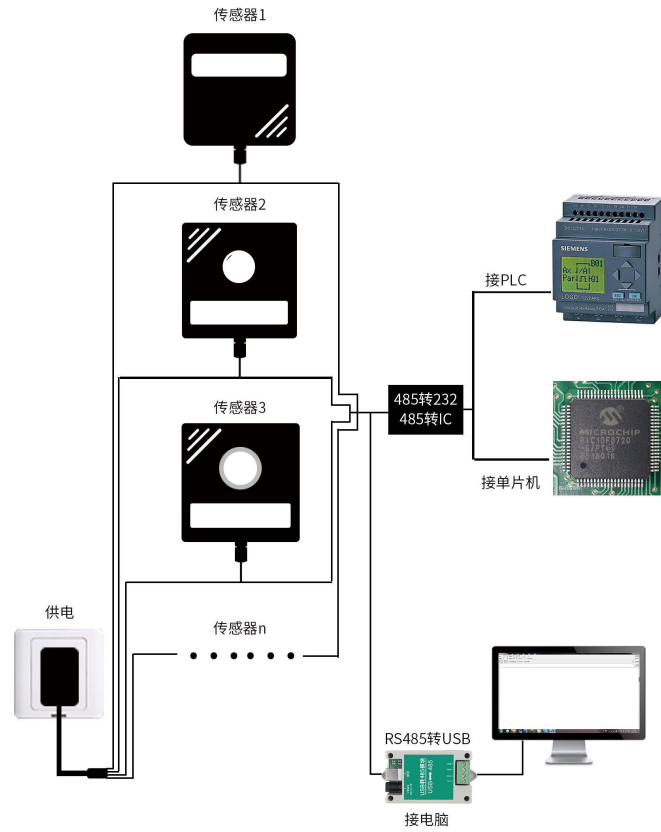 传感器1
传感器2
SIEMENS
接PLC
485转232
485转IC
传感器3
MICROCHIP
接单片机
供电
传感器n
RS485转USB
接电脑